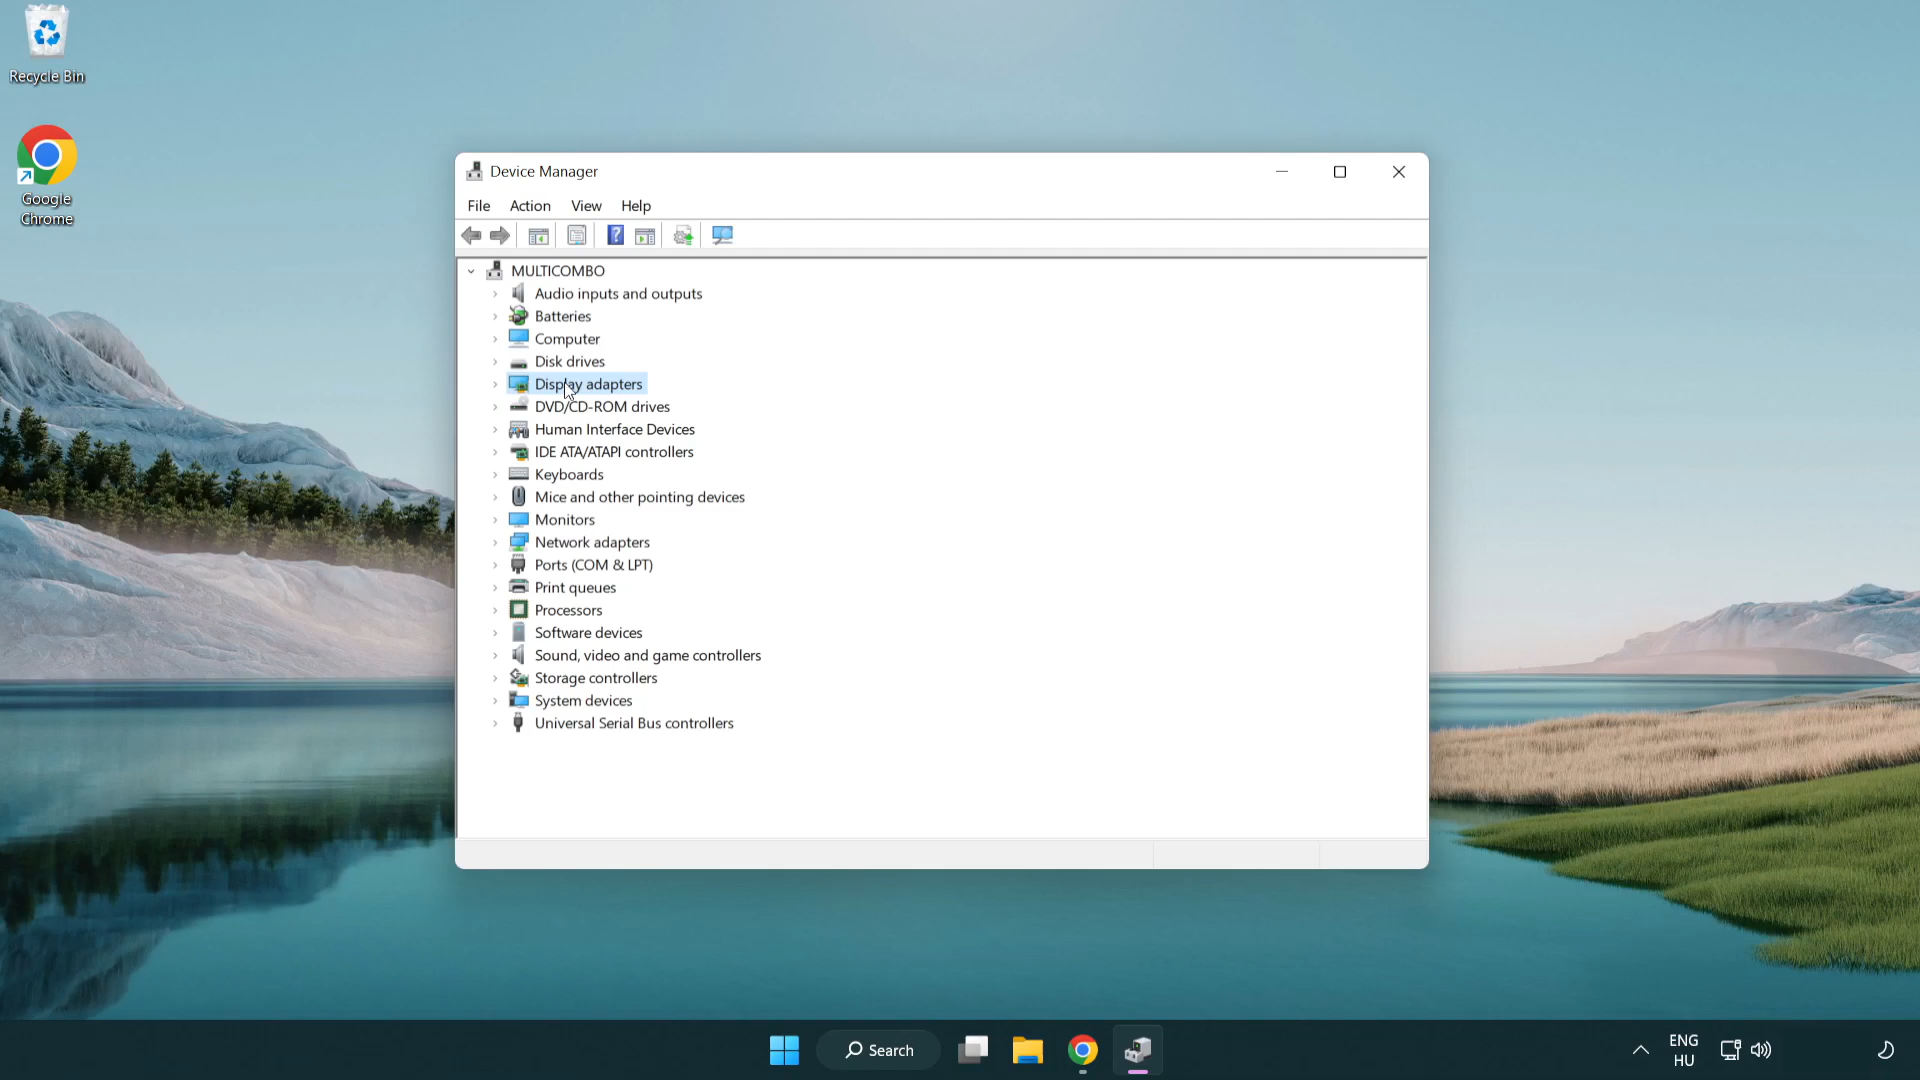 Recycle Bin
Google
Chrome
Device Manager
File Action View Help
MULTICOMBO
Audio inputs and outputs
Batteries
Computer
Disk drives
Display adapters
DVD/CD-ROM drives
Human Interface Devices
IDE ATA/ATAPI controllers
Keyboards
Mice and other pointing devices
Monitors
Network adapters
Ports (COM & LPT)
Print queues
Processors
Software devices
Sound, video and game controllers
Storage controllers
System devices
Universal Serial Bus controllers
Search
ENG
HU